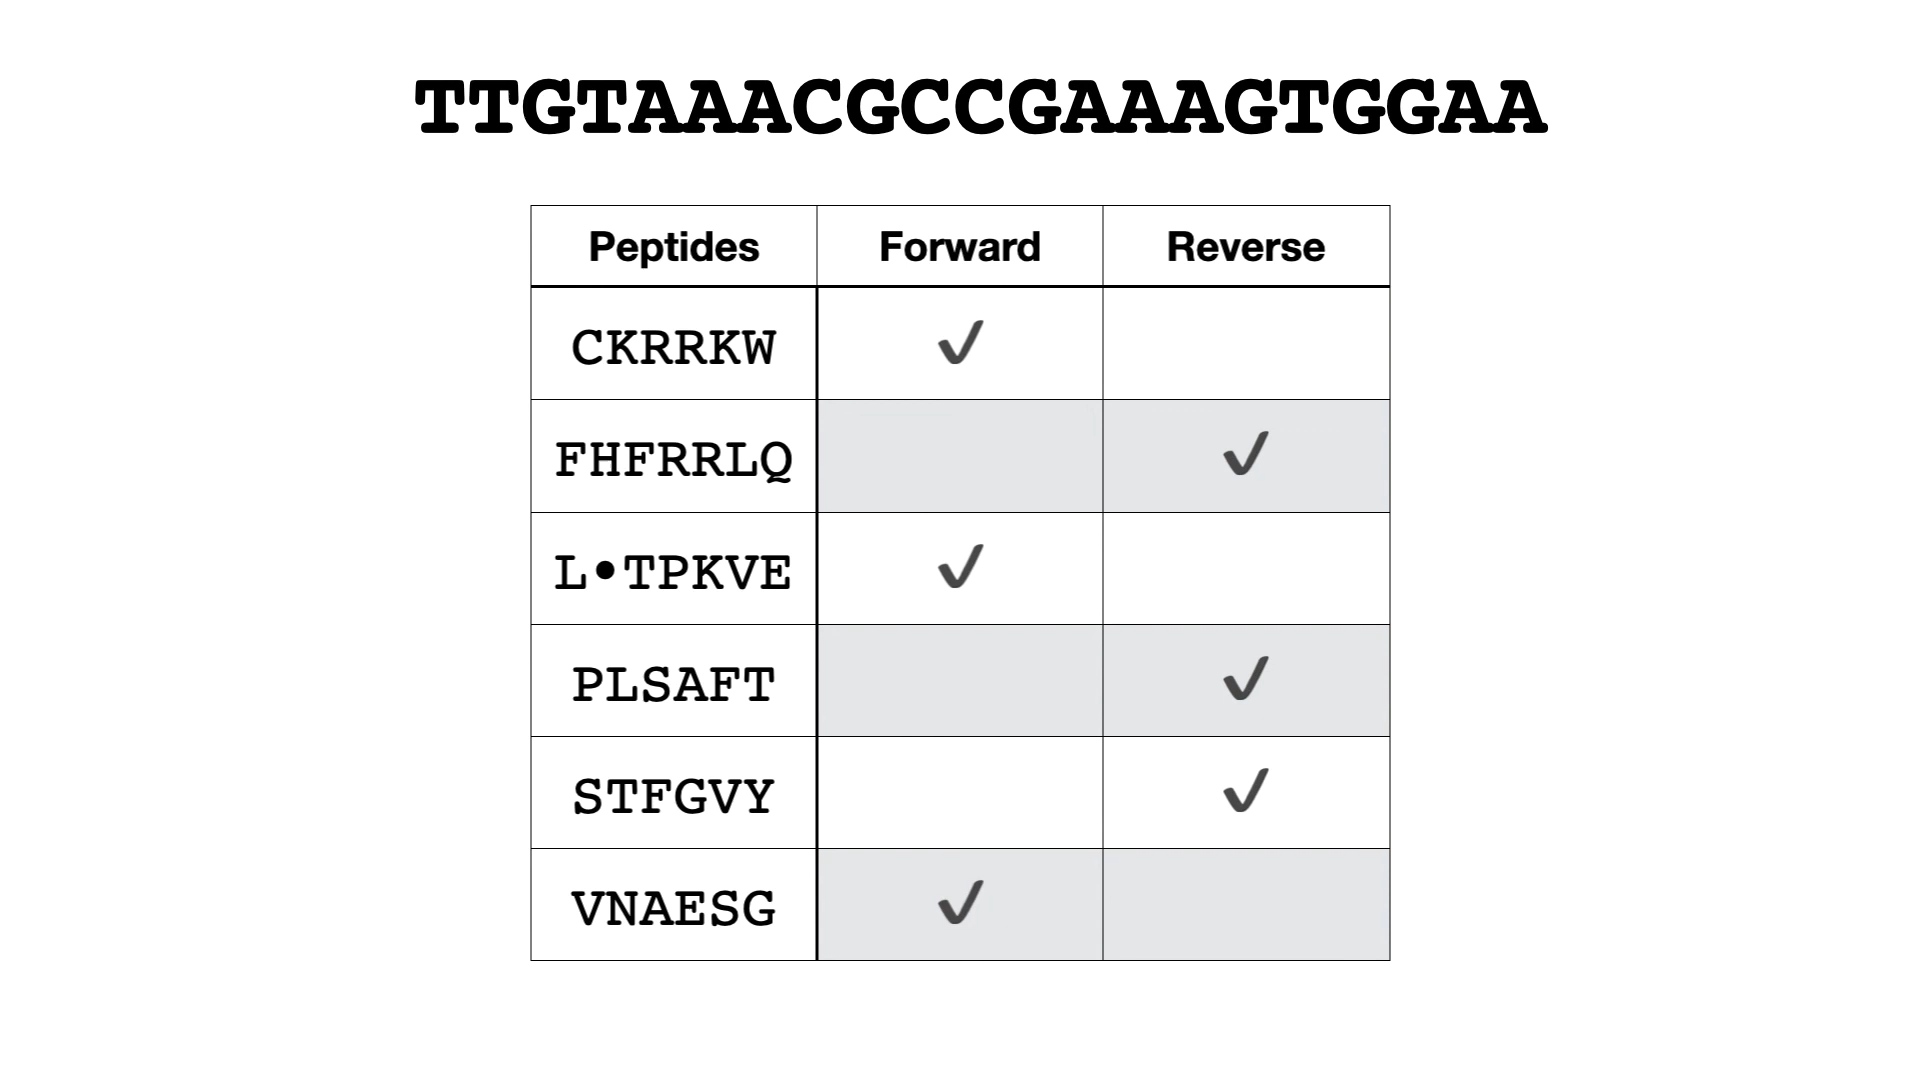 TTGTAAACGCCGAAAGTGGAA
Peptides Forward Reverse
CKRRKW ✔
FHFRRLQ ✔
L•TPKVE ✔
PLSAFT ✔
STFGVY ✔
VNAESG ✔